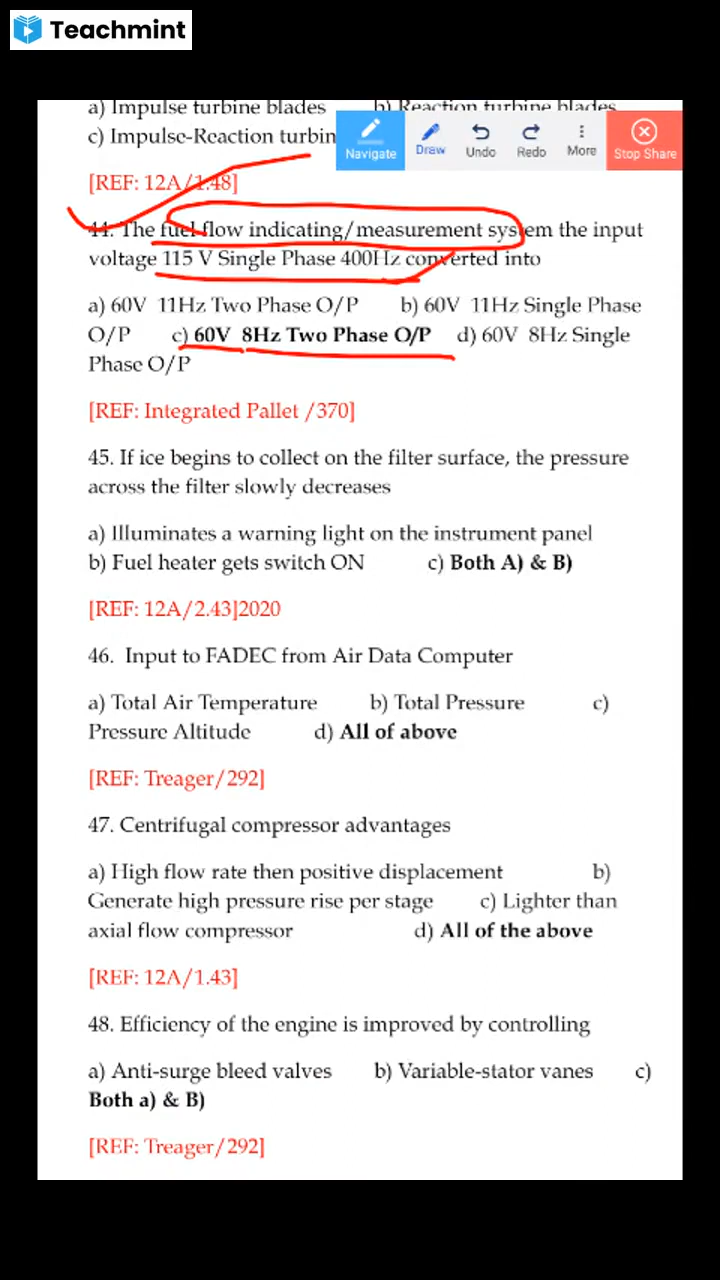 Teachmint
a) Impulse turbine blades b) Reaction turbine blades
c) Impulse-Reaction turbin
Navigate Draw Undo Redo More Stop Share
[REF: 12A/1.48]
44. The fuel flow indicating/measurement system the input
voltage 115 V Single Phase 400Hz converted into
a) 60V 11Hz Two Phase O/P b) 60V 11Hz Single Phase
O/P c) 60V 8Hz Two Phase O/P d) 60V 8Hz Single
Phase O/P
[REF: Integrated Pallet /370]
45. If ice begins to collect on the filter surface, the pressure
across the filter slowly decreases
a) Illuminates a warning light on the instrument panel
b) Fuel heater gets switch ON c) Both A) & B)
[REF: 12A/2.43]2020
46. Input to FADEC from Air Data Computer
a) Total Air Temperature b) Total Pressure c)
Pressure Altitude d) All of above
[REF: Treager/292]
47. Centrifugal compressor advantages
a) High flow rate then positive displacement b)
Generate high pressure rise per stage c) Lighter than
axial flow compressor d) All of the above
[REF: 12A/1.43]
48. Efficiency of the engine is improved by controlling
a) Anti-surge bleed valves b) Variable-stator vanes c)
Both a) & B)
[REF: Treager/292]